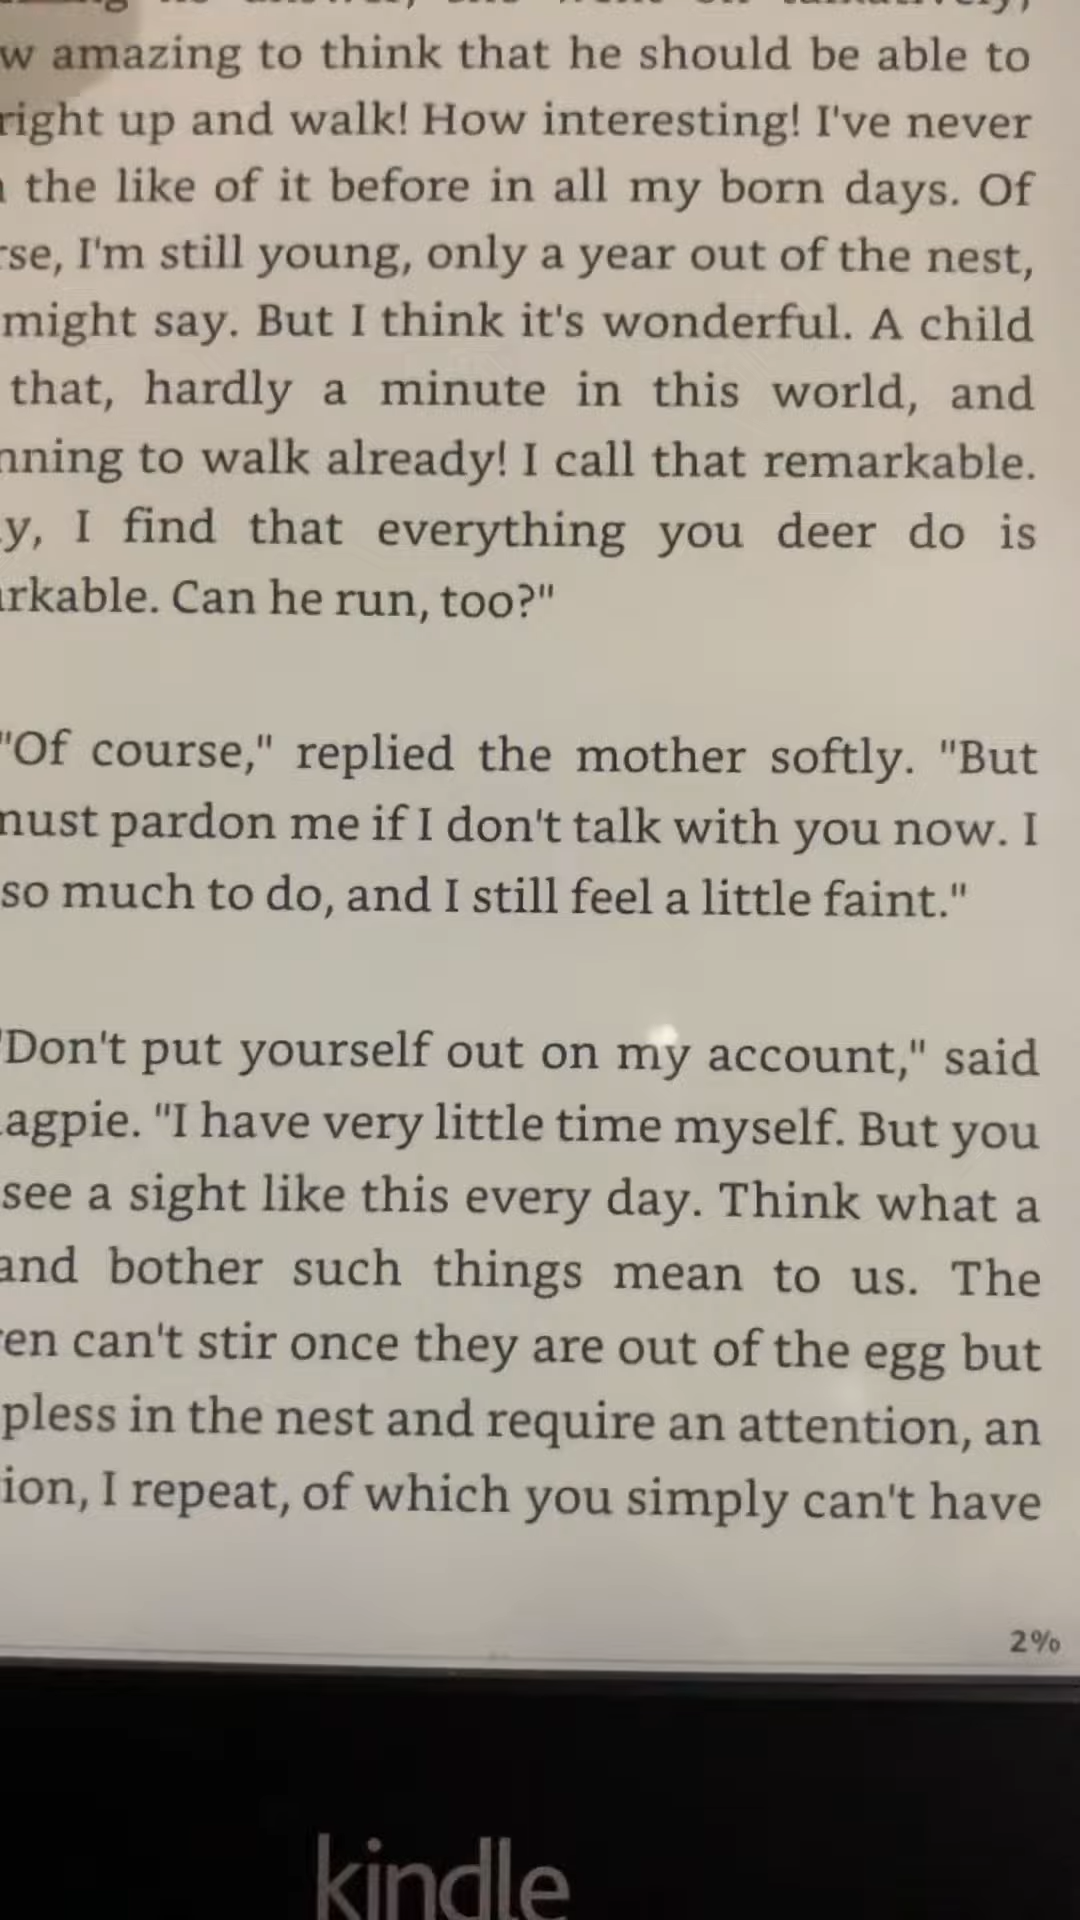 amazing to think that he should be able to
right up and walk! How interesting! I've never
the like of it before in all my born days. Of
I'm still young, only a year out of the nest,
might say. But I think it's wonderful. A child
that, hardly a minute in this world, and
to walk already! I call that remarkable.
I find that everything you deer do is
Can he run, too?"
"Of course," replied the mother softly. "But
must pardon me if I don't talk with you now. I
so much to do, and I still feel a little faint."
"Don't put yourself out on my account," said
"I have very little time myself. But you
see a sight like this every day. Think what a
and bother such things mean to us. The
can't stir once they are out of the egg but
in the nest and require an attention, an
I repeat, of which you simply can't have
2%
kindle